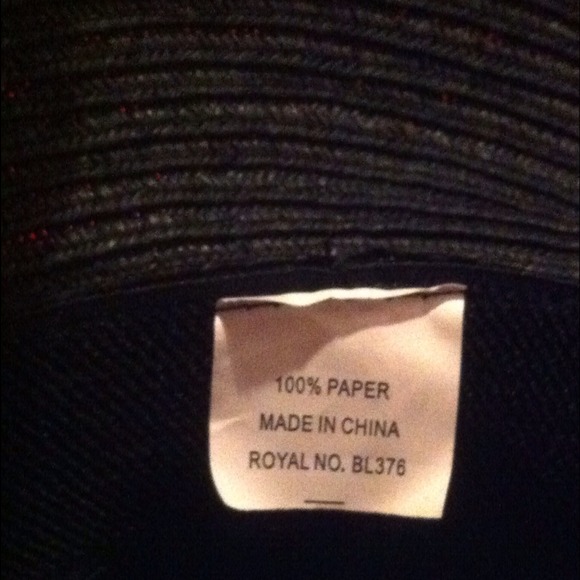 100% PAPER
MADE IN CHINA
ROYAL NO. BL376